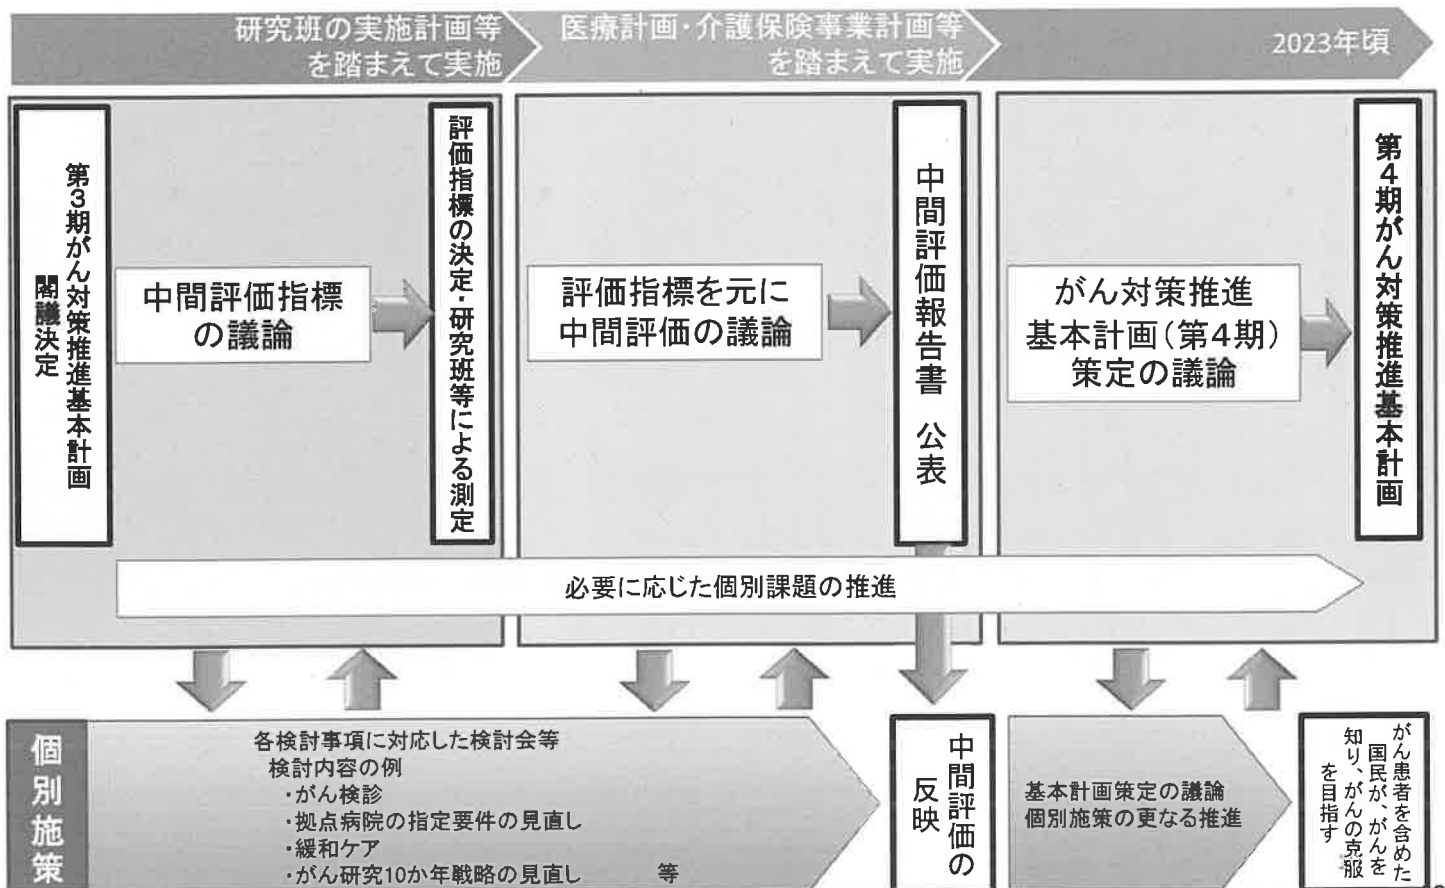 研究班の実施計画等
を踏まえて実施
医療計画・介護保険事業計画等
を踏まえて実施
2023年頃
第3期がん対策推進基本計画
閣議決定
中間評価指標
の議論
評価指標の決定・研究班等による測定
評価指標を元に
中間評価の議論
中間評価報告書 公表
がん対策推進
基本計画(第4期)
策定の議論
第4期がん対策推進基本計画
必要に応じた個別課題の推進
個別施策
各検討事項に対応した検討会等
検討内容の例
・がん検診
・拠点病院の指定要件の見直し
・緩和ケア
・がん研究10か年戦略の見直し 等
中間評価の
反映
基本計画策定の議論
個別施策の更なる推進
がん患者を含めた
国民が、がんを
知り、がんの克服
を目指す